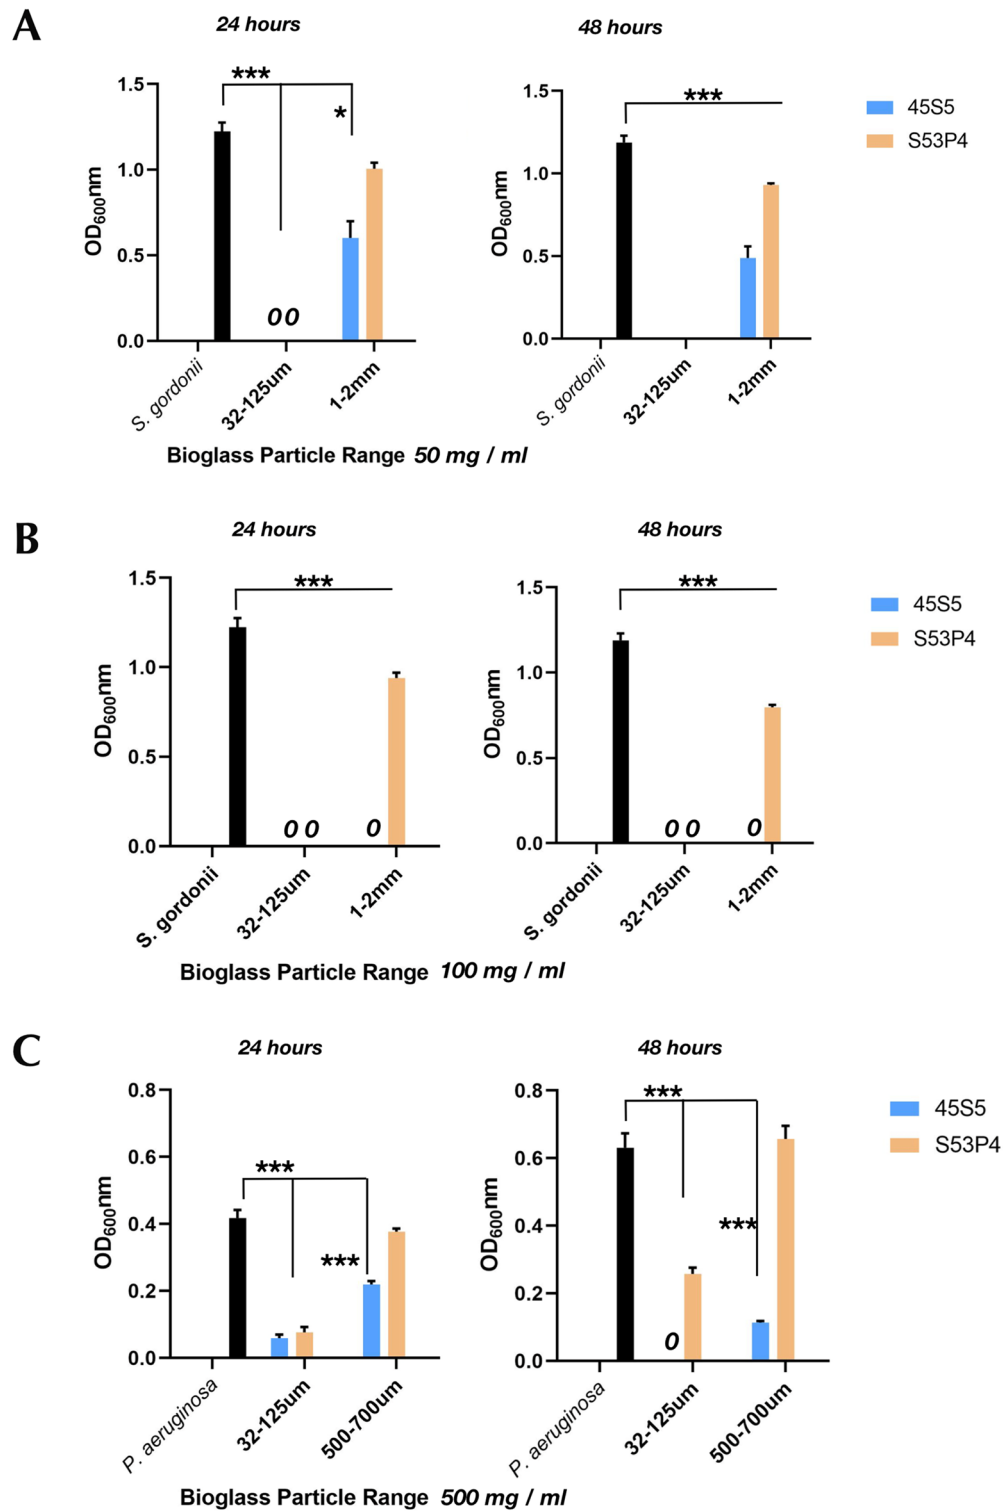 A
24 hours
48 hours
OD600nm
1.5
1.0
0.5
0.0
***
*
0 0
S. gordonii
32-125um
1-2mm
OD600nm
1.5
1.0
0.5
0.0
***
S. gordonii
32-125um
1-2mm
45S5
S53P4
Bioglass Particle Range 50 mg / ml
B
24 hours
48 hours
OD600nm
1.5
1.0
0.5
0.0
***
0 0
0
S. gordonii
32-125um
1-2mm
OD600nm
1.5
1.0
0.5
0.0
***
0 0
0
S. gordonii
32-125um
1-2mm
45S5
S53P4
Bioglass Particle Range 100 mg / ml
C
24 hours
48 hours
OD600nm
0.8
0.6
0.4
0.2
0.0
***
***
P. aeruginosa
32-125um
500-700um
OD600nm
0.8
0.6
0.4
0.2
0.0
***
***
0
P. aeruginosa
32-125um
500-700um
45S5
S53P4
Bioglass Particle Range 500 mg / ml